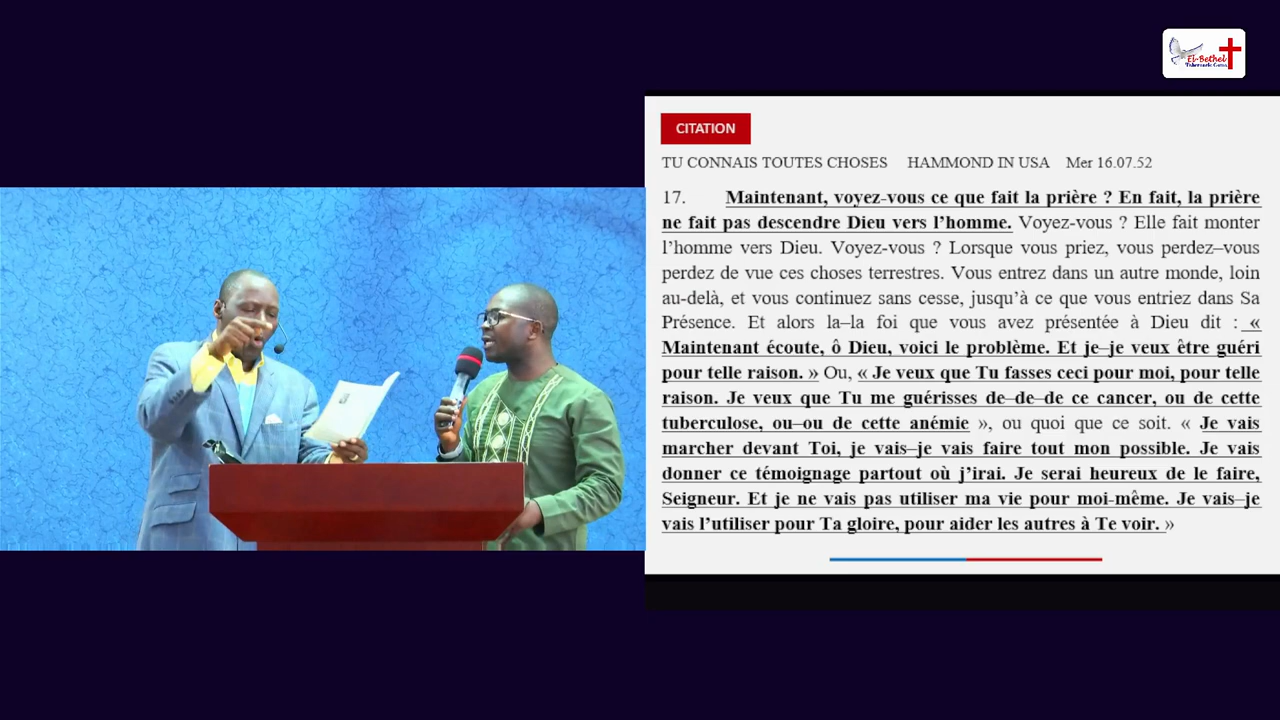 El-Bethel
CITATION
TU CONNAIS TOUTES CHOSES HAMMOND IN USA Mer 16.07.52
17. Maintenant, voyez-vous ce que fait la prière ? En fait, la prière
ne fait pas descendre Dieu vers l’homme. Voyez-vous ? Elle fait monter
l’homme vers Dieu. Voyez-vous ? Lorsque vous priez, vous perdez–vous
perdez de vue ces choses terrestres. Vous entrez dans un autre monde, loin
au-delà, et vous continuez sans cesse, jusqu’à ce que vous entriez dans Sa
Présence. Et alors la–la foi que vous avez présentée à Dieu dit : «
Maintenant écoute, ô Dieu, voici le problème. Et je–je veux être guéri
pour telle raison. » Ou, « Je veux que Tu fasses ceci pour moi, pour telle
raison. Je veux que Tu me guérisses de–de–de ce cancer, ou de cette
tuberculose, ou–ou de cette anémie », ou quoi que ce soit. « Je vais
marcher devant Toi, je vais–je vais faire tout mon possible. Je vais
donner ce témoignage partout où j’irai. Je serai heureux de le faire,
Seigneur. Et je ne vais pas utiliser ma vie pour moi-même. Je vais–je
vais l’utiliser pour Ta gloire, pour aider les autres à Te voir. »